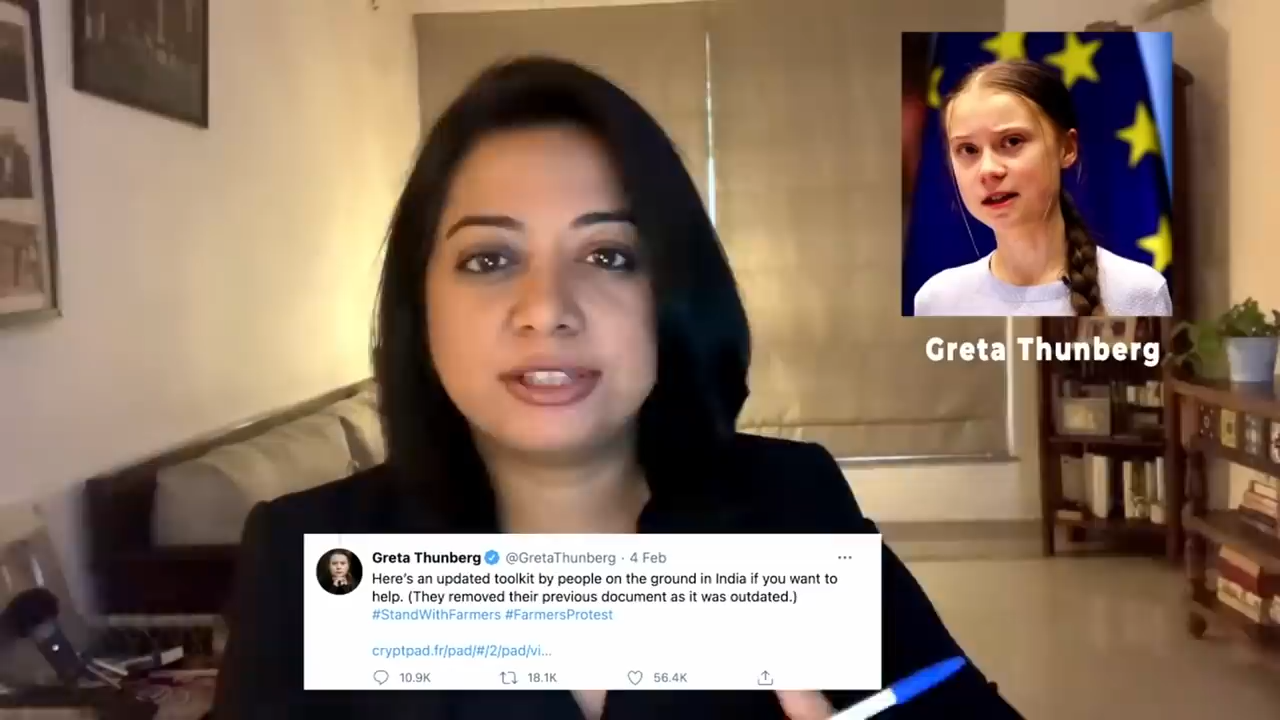 Greta Thunberg
Greta Thunberg @GretaThunberg · 4 Feb
Here's an updated toolkit by people on the ground in India if you want to
help. (They removed their previous document as it was outdated.)
#StandWithFarmers #FarmersProtest
cryptpad.fr/pad/#/2/pad/vi...
10.9K 18.1K 56.4K